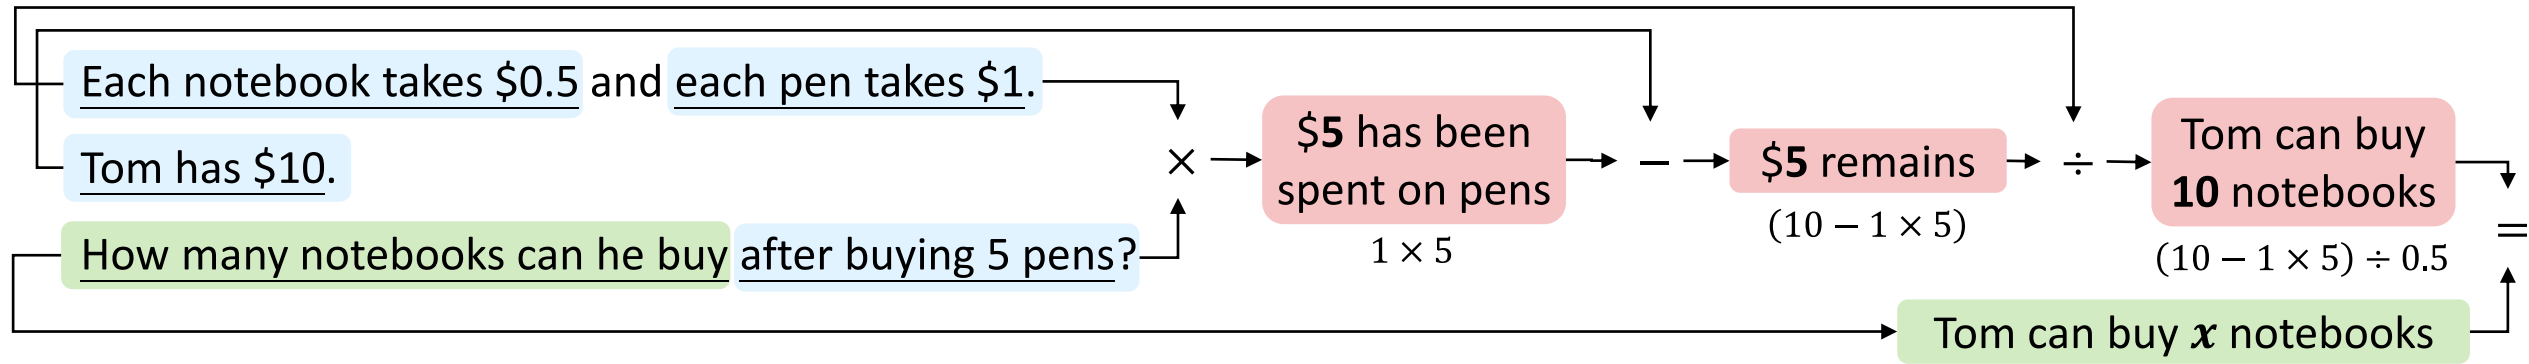 Each notebook takes $0.5 and each pen takes $1.
Tom has $10.
How many notebooks can he buy after buying 5 pens?
×
$5 has been
spent on pens
1 × 5
−
$5 remains
(10 − 1 × 5)
÷
Tom can buy
10 notebooks
(10 − 1 × 5) ÷ 0.5
=
Tom can buy x notebooks